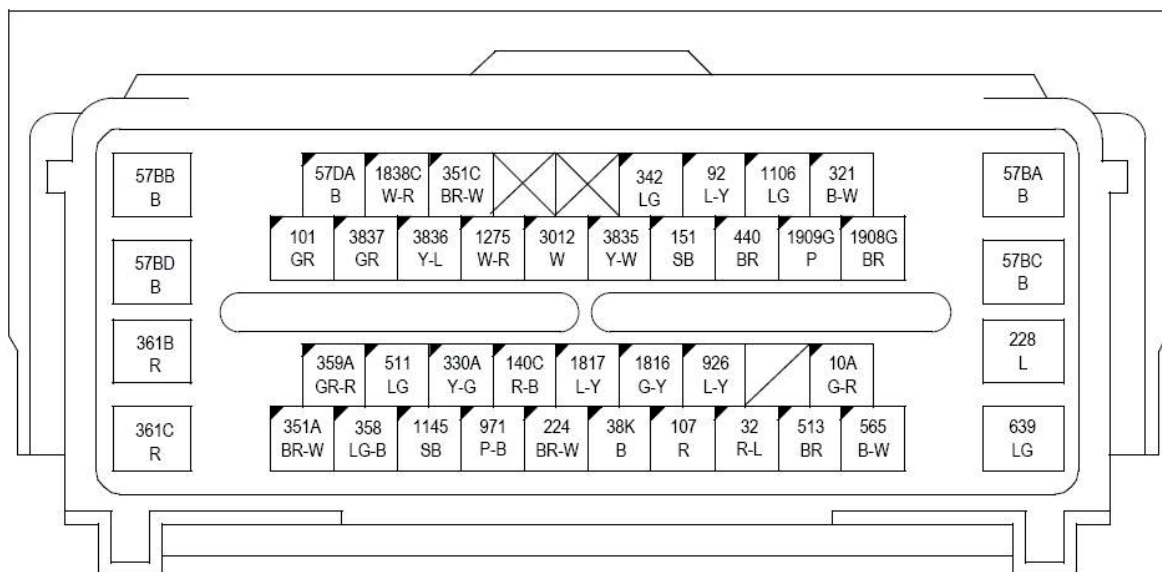 57BB
B
57DA
B
1838C
W-R
351C
BR-W
342
LG
92
L-Y
1106
LG
321
B-W
57BA
B
101
GR
3837
GR
3836
Y-L
1275
W-R
3012
W
3835
Y-W
151
SB
440
BR
1909G
P
1908G
BR
57BD
B
57BC
B
361B
R
359A
GR-R
511
LG
330A
Y-G
140C
R-B
1817
L-Y
1816
G-Y
926
L-Y
10A
G-R
228
L
361C
R
351A
BR-W
358
LG-B
1145
SB
971
P-B
224
BR-W
38K
B
107
R
32
R-L
513
BR
565
B-W
639
LG